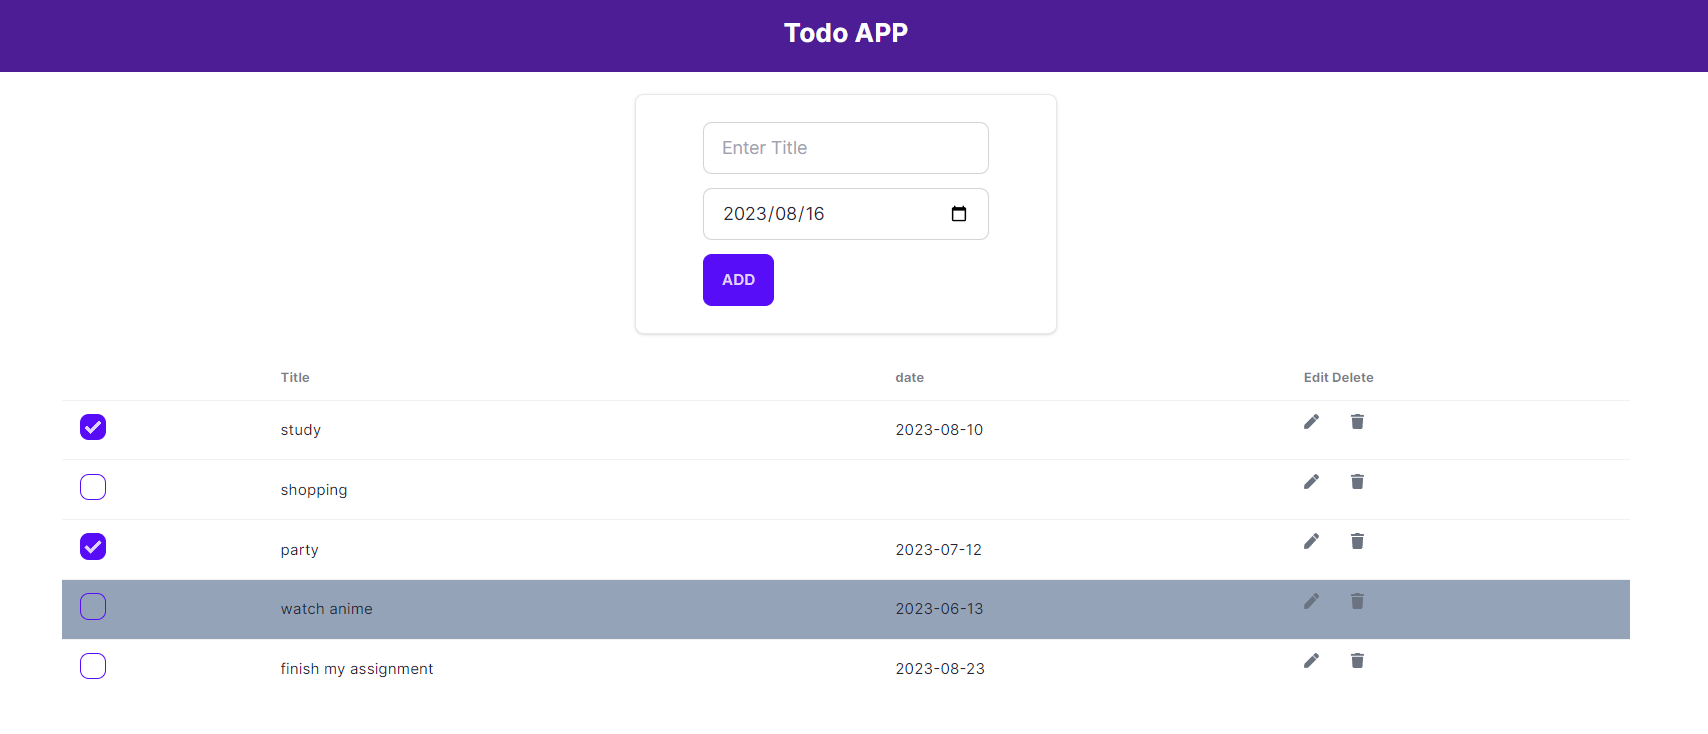 Todo APP
Enter Title
2023/08/16
ADD
Title date Edit Delete
study 2023-08-10
shopping
party 2023-07-12
watch anime 2023-06-13
finish my assignment 2023-08-23